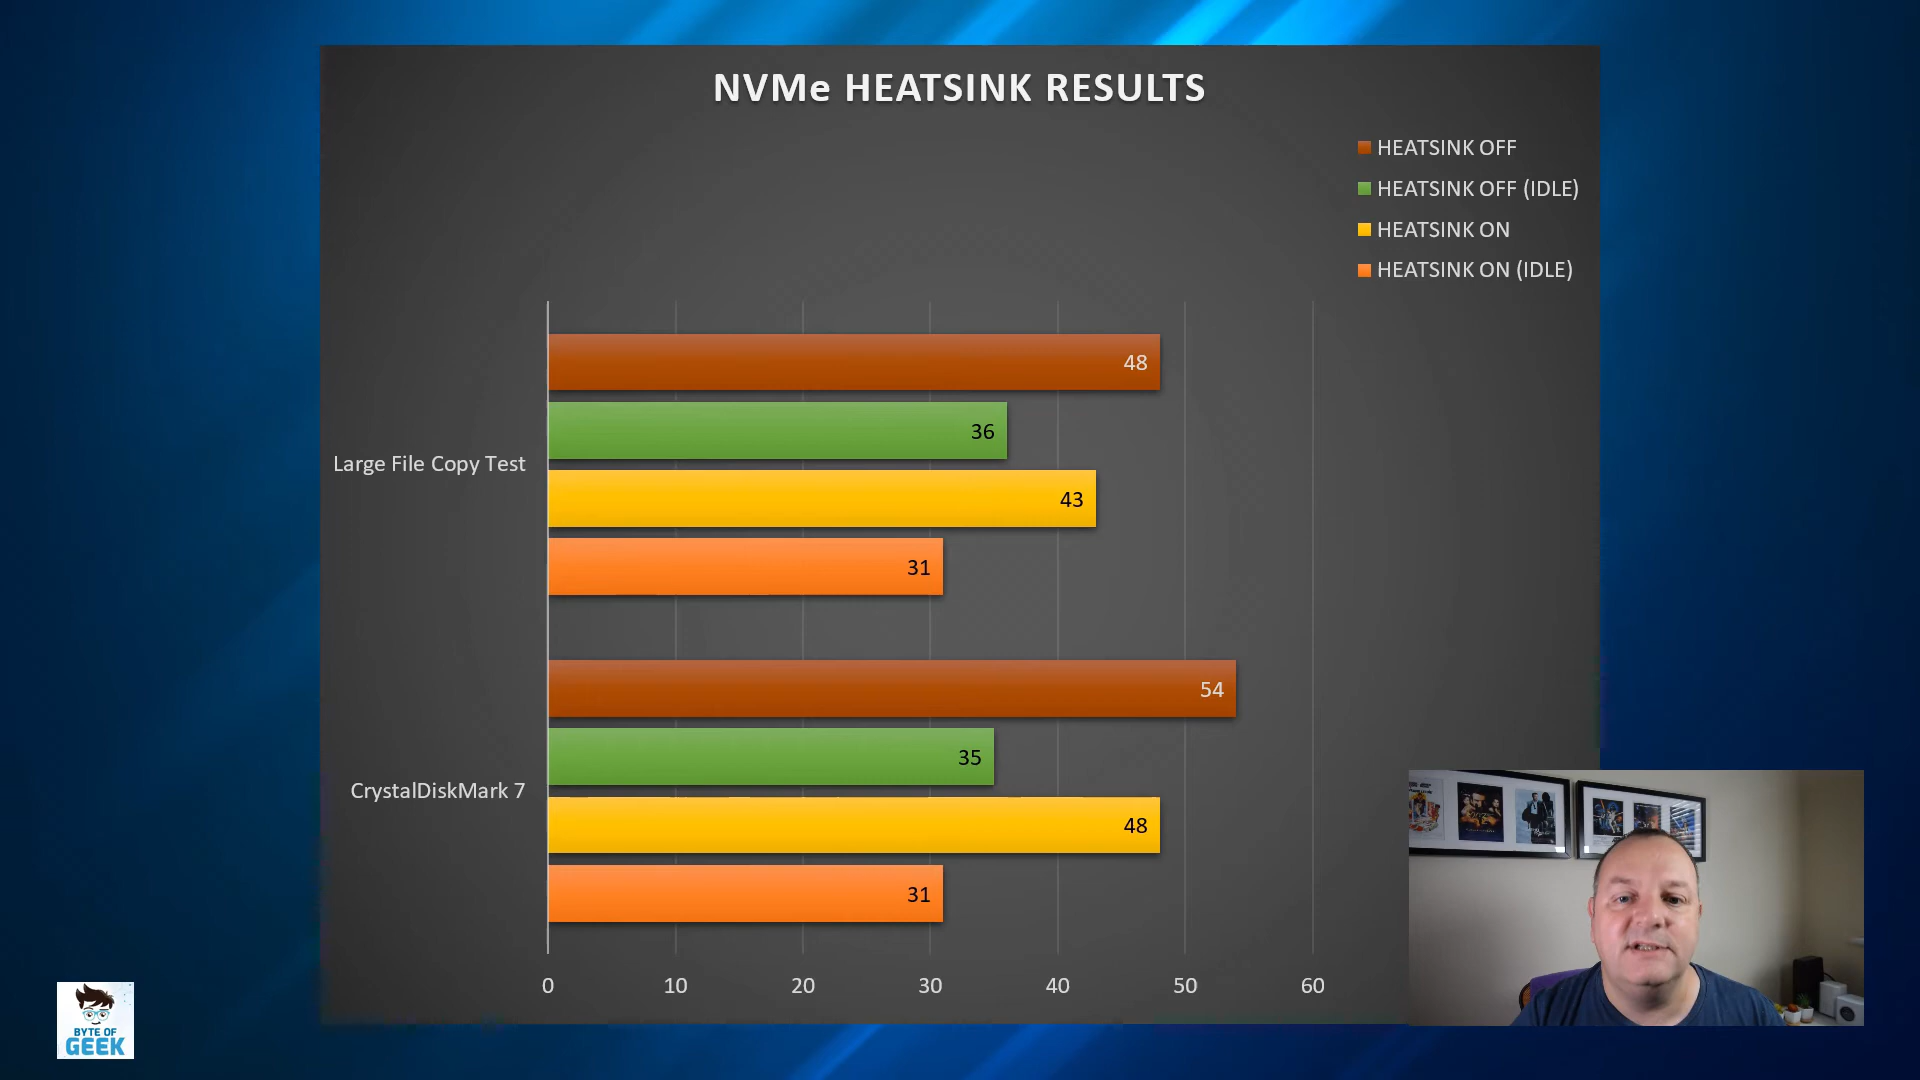 NVMe HEATSINK RESULTS
HEATSINK OFF
HEATSINK OFF (IDLE)
HEATSINK ON
HEATSINK ON (IDLE)
Large File Copy Test
48
36
43
31
CrystalDiskMark 7
54
35
48
31
0 10 20 30 40 50 60
BYTE OF
GEEK